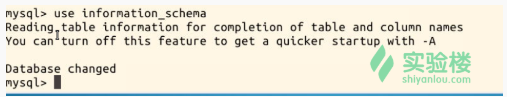 mysql> use information_schema
Reading table information for completion of table and column names
You can turn off this feature to get a quicker startup with -A
Database changed
mysql>
实验楼
shiyanlou.com